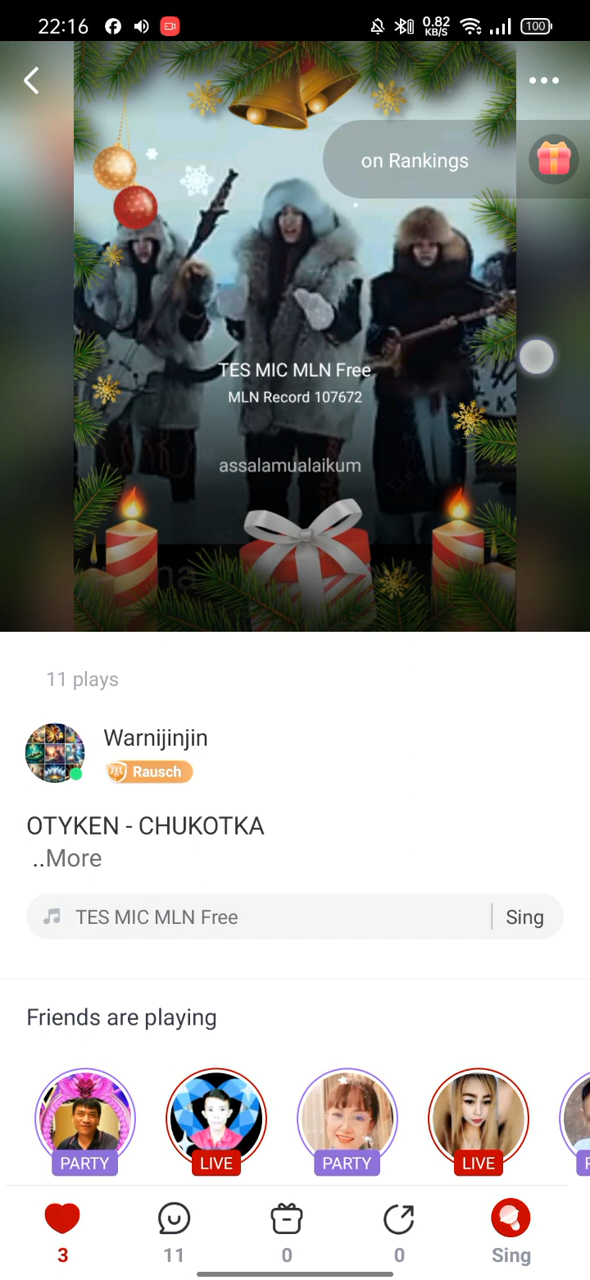 22:16
0.82
KB/S
100
on Rankings
TES MIC MLN Free
MLN Record 107672
assalamualaikum
11 plays
Warnijinjin
Rausch
OTYKEN - CHUKOTKA
..More
TES MIC MLN Free
Sing
Friends are playing
PARTY
LIVE
PARTY
LIVE
3
11
0
0
Sing